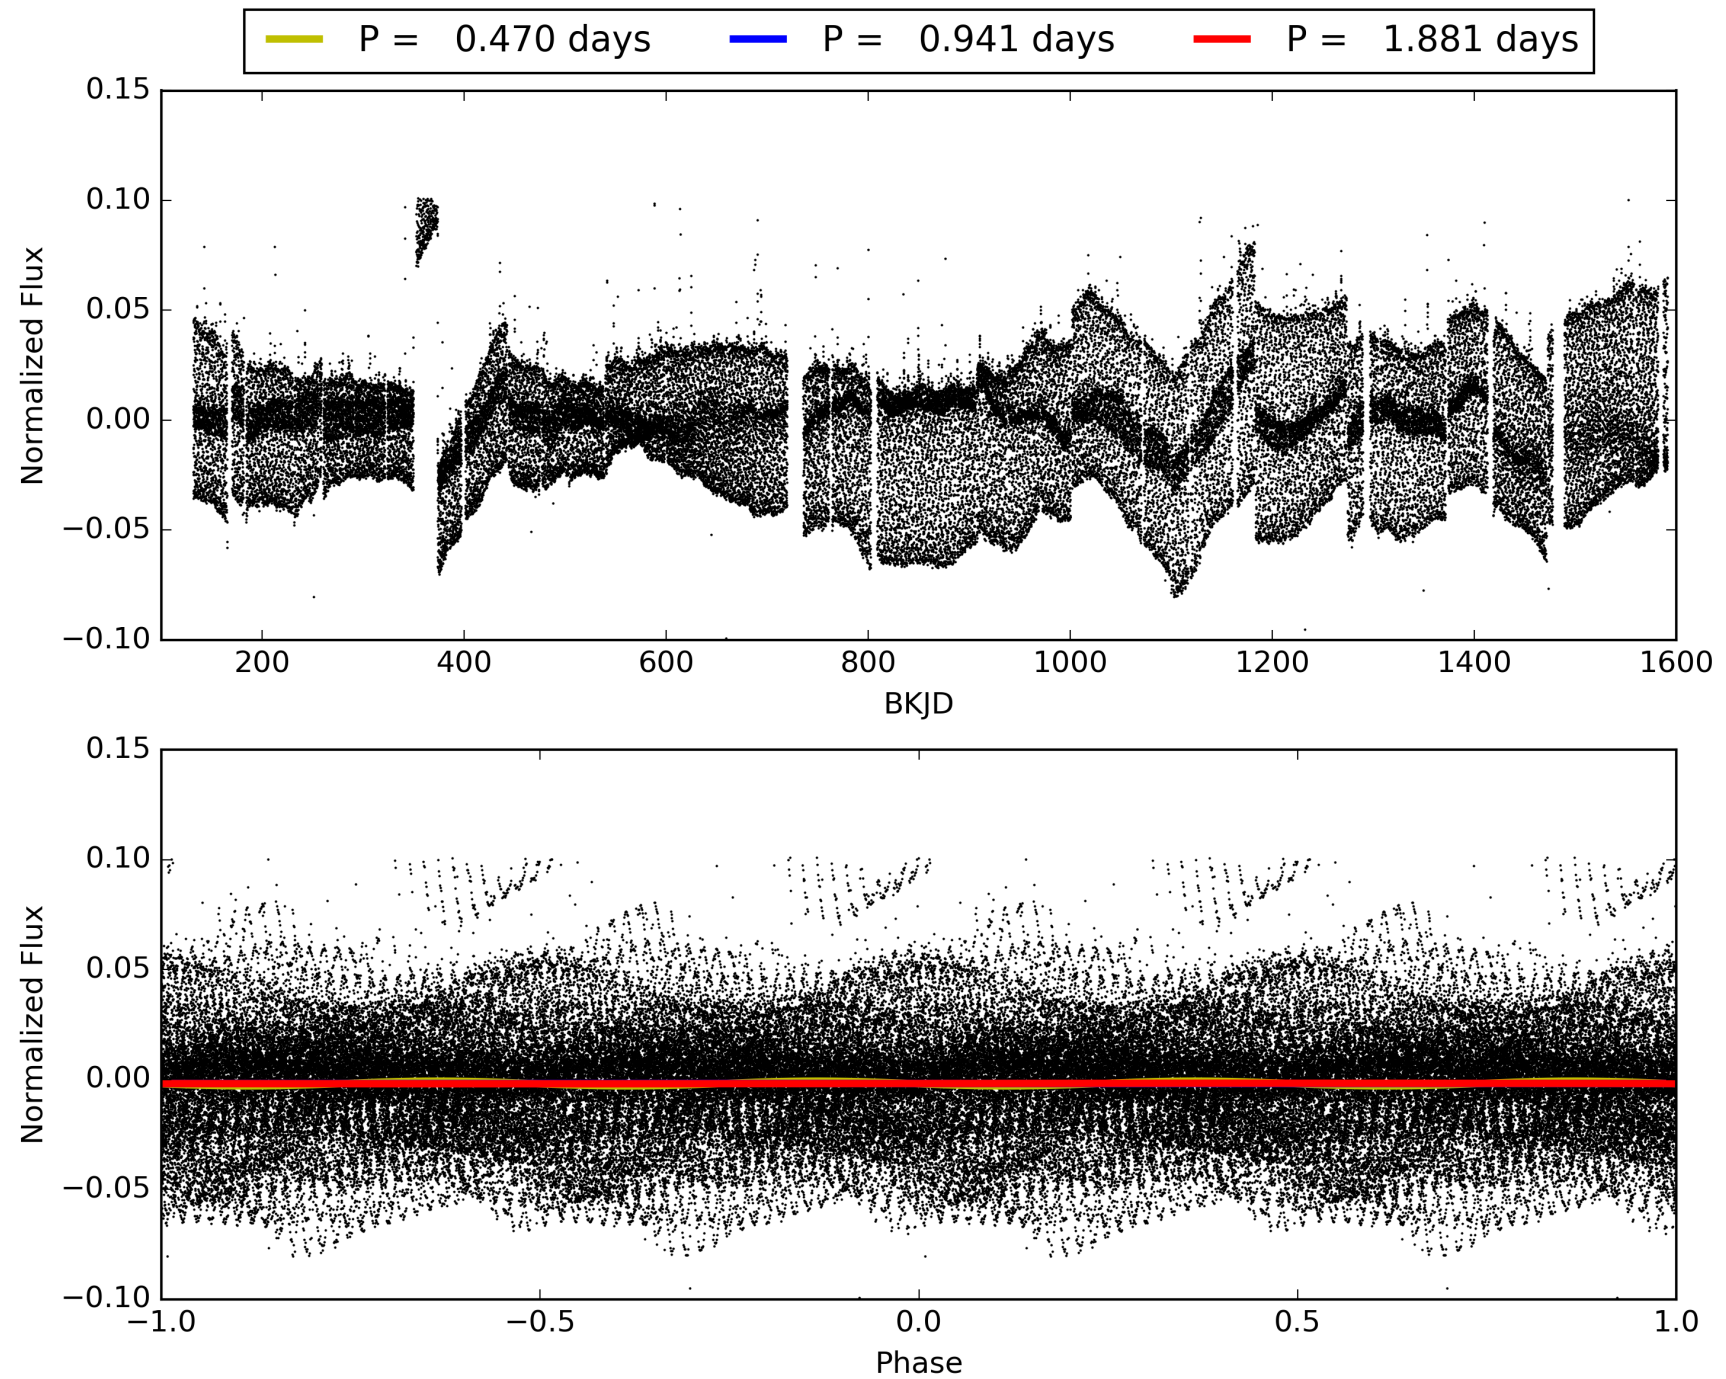 P = 0.470 days P = 0.941 days P = 1.881 days
0.15
0.10
0.05
0.00
−0.05
−0.10
Normalized Flux
200 400 600 800 1000 1200 1400 1600
BKJD
0.15
0.10
0.05
0.00
−0.05
−0.10
Normalized Flux
−1.0 −0.5 0.0 0.5 1.0
Phase